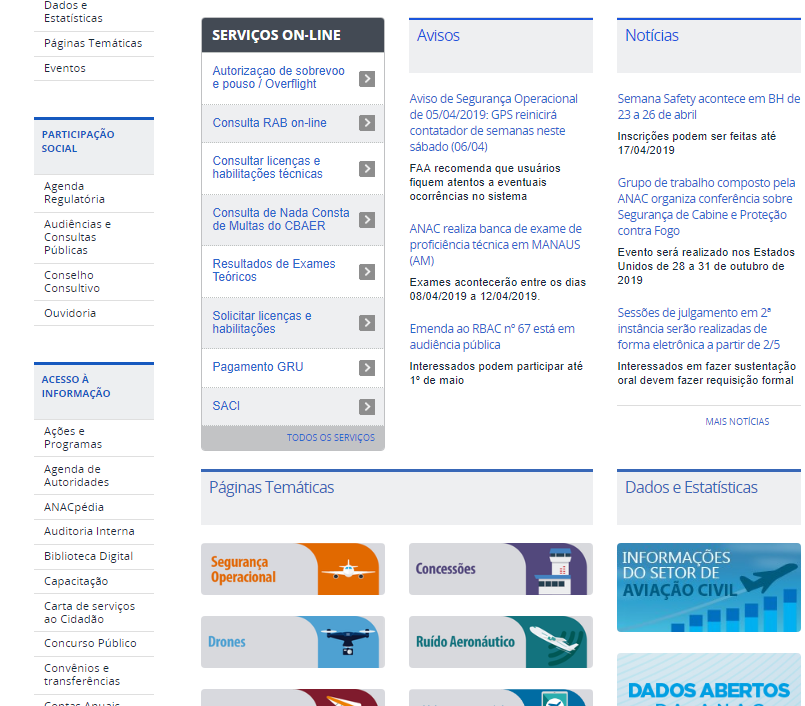 Dados e
Estatísticas
Páginas Temáticas
Eventos
PARTICIPAÇÃO
SOCIAL
Agenda
Regulatória
Audiências e
Consultas
Públicas
Conselho
Consultivo
Ouvidoria
ACESSO À
INFORMAÇÃO
Ações e
Programas
Agenda de
Autoridades
ANACpédia
Auditoria Interna
Biblioteca Digital
Capacitação
Carta de serviços
ao Cidadão
Concurso Público
Convênios e
transferências
Contas Anuais
SERVIÇOS ON-LINE
Autorizaçao de sobrevoo
e pouso / Overflight
Consulta RAB on-line
Consultar licenças e
habilitações técnicas
Consulta de Nada Consta
de Multas do CBAER
Resultados de Exames
Teóricos
Solicitar licenças e
habilitações
Pagamento GRU
SACI
TODOS OS SERVIÇOS
Avisos
Aviso de Segurança Operacional
de 05/04/2019: GPS reinicirá
contatador de semanas neste
sábado (06/04)
FAA recomenda que usuários
fiquem atentos a eventuais
ocorrências no sistema
ANAC realiza banca de exame de
proficiência técnica em MANAUS
(AM)
Exames acontecerão entre os dias
08/04/2019 a 12/04/2019.
Emenda ao RBAC nº 67 está em
audiência pública
Interessados podem participar até
1º de maio
Notícias
Semana Safety acontece em BH de
23 a 26 de abril
Inscrições podem ser feitas até
17/04/2019
Grupo de trabalho composto pela
ANAC organiza conferência sobre
Segurança de Cabine e Proteção
contra Fogo
Evento será realizado nos Estados
Unidos de 28 a 31 de outubro de
2019
Sessões de julgamento em 2ª
instância serão realizadas de
forma eletrônica a partir de 2/5
Interessados em fazer sustentação
oral devem fazer requisição formal
MAIS NOTÍCIAS
Páginas Temáticas
Segurança
Operacional
Concessões
Drones
Ruído Aeronáutico
Dados e Estatísticas
INFORMAÇÕES
DO SETOR DE
AVIAÇÃO CIVIL
DADOS ABERTOS
DA ANAC